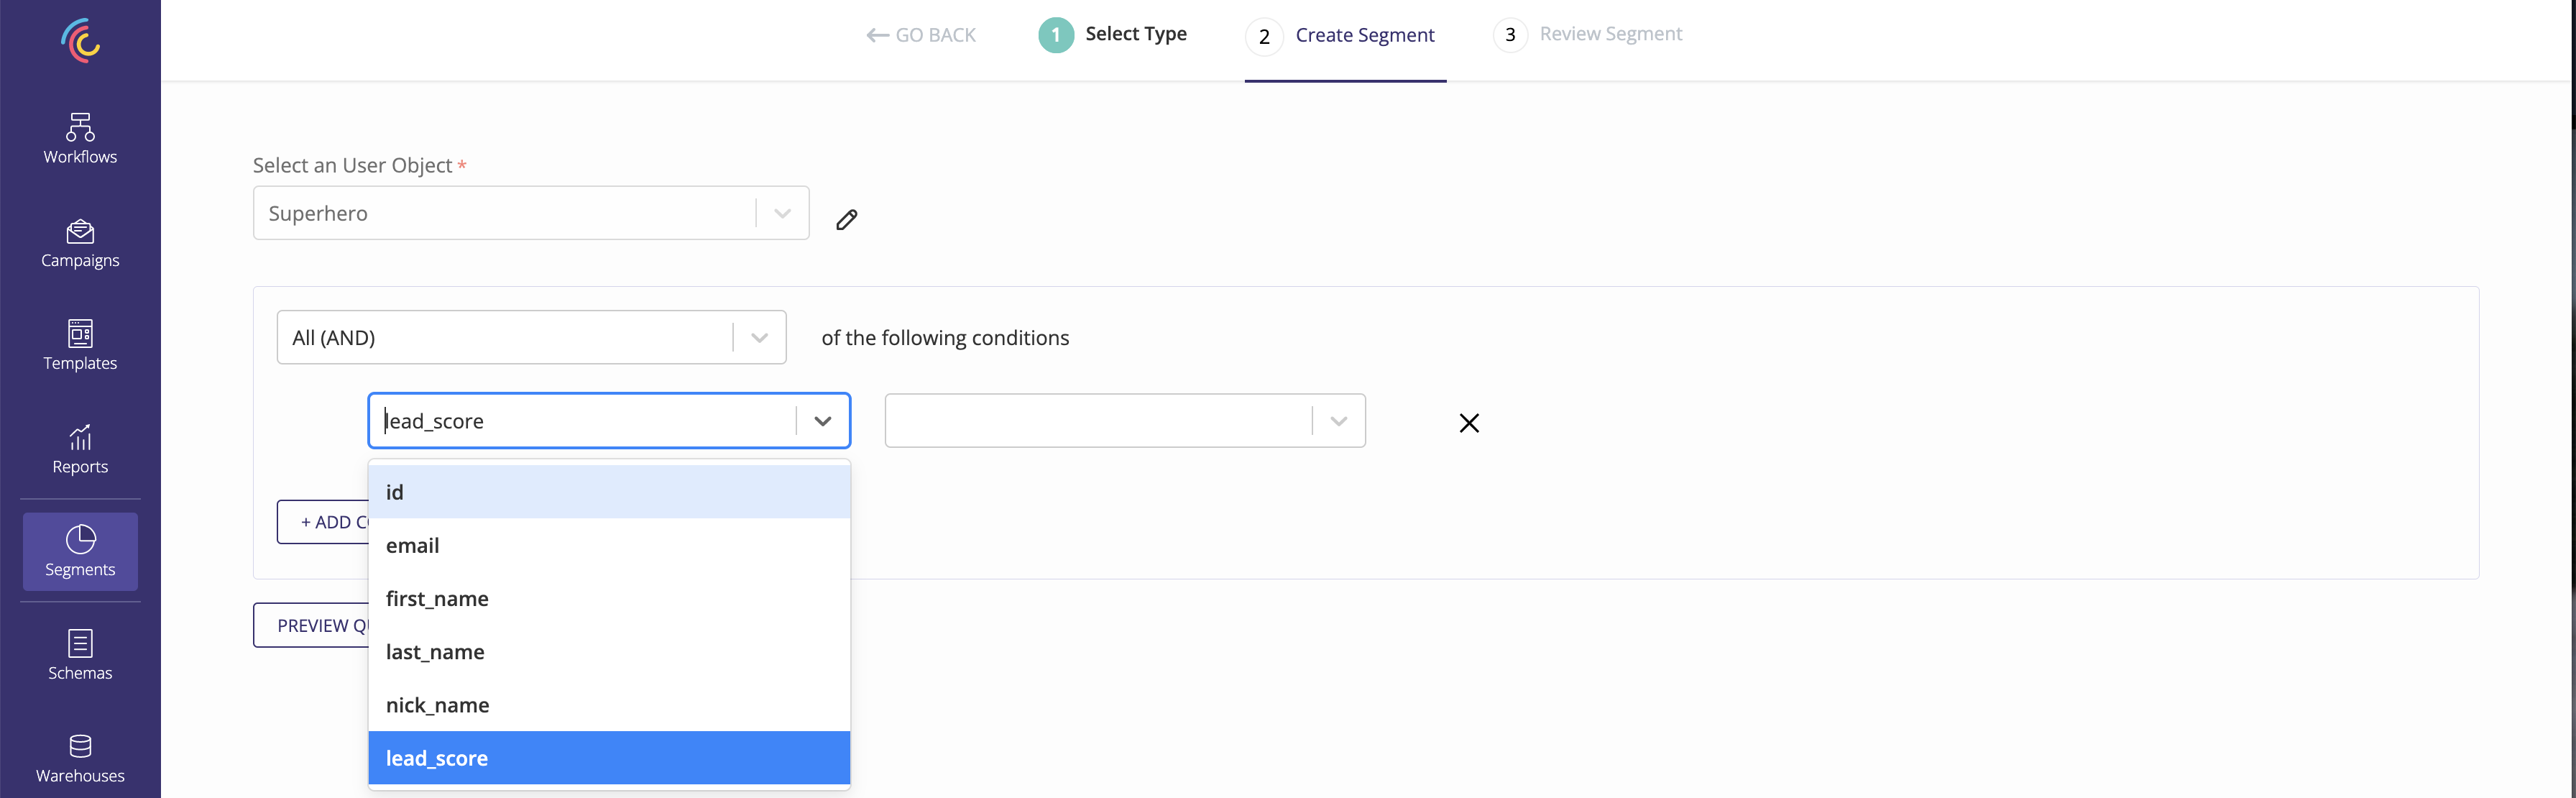 GO BACK
1 Select Type
2 Create Segment
3 Review Segment
Workflows
Campaigns
Templates
Reports
Segments
Schemas
Warehouses
Select an User Object *
Superhero
All (AND)
of the following conditions
lead_score
id
email
first_name
last_name
nick_name
lead_score
+ ADD
PREVIEW